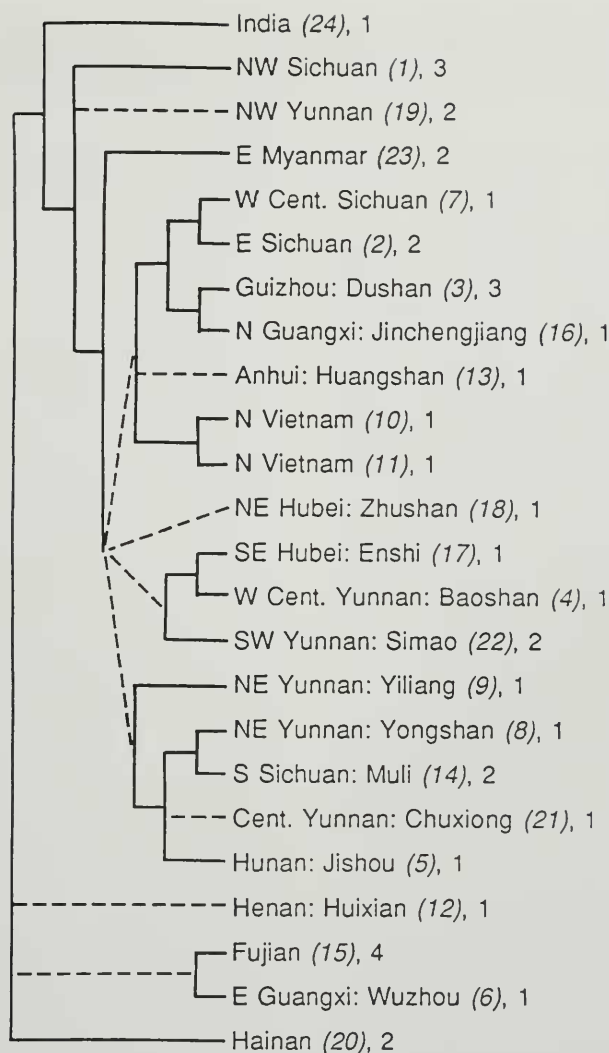 India (24), 1
NW Sichuan (1), 3
NW Yunnan (19), 2
E Myanmar (23), 2
W Cent. Sichuan (7), 1
E Sichuan (2), 2
Guizhou: Dushan (3), 3
N Guangxi: Jinchengjiang (16), 1
Anhui: Huangshan (13), 1
N Vietnam (10), 1
N Vietnam (11), 1
NE Hubei: Zhushan (18), 1
SE Hubei: Enshi (17), 1
W Cent. Yunnan: Baoshan (4), 1
SW Yunnan: Simao (22), 2
NE Yunnan: Yiliang (9), 1
NE Yunnan: Yongshan (8), 1
S Sichuan: Muli (14), 2
Cent. Yunnan: Chuxiong (21), 1
Hunan: Jishou (5), 1
Henan: Huixian (12), 1
Fujian (15), 4
E Guangxi: Wuzhou (6), 1
Hainan (20), 2